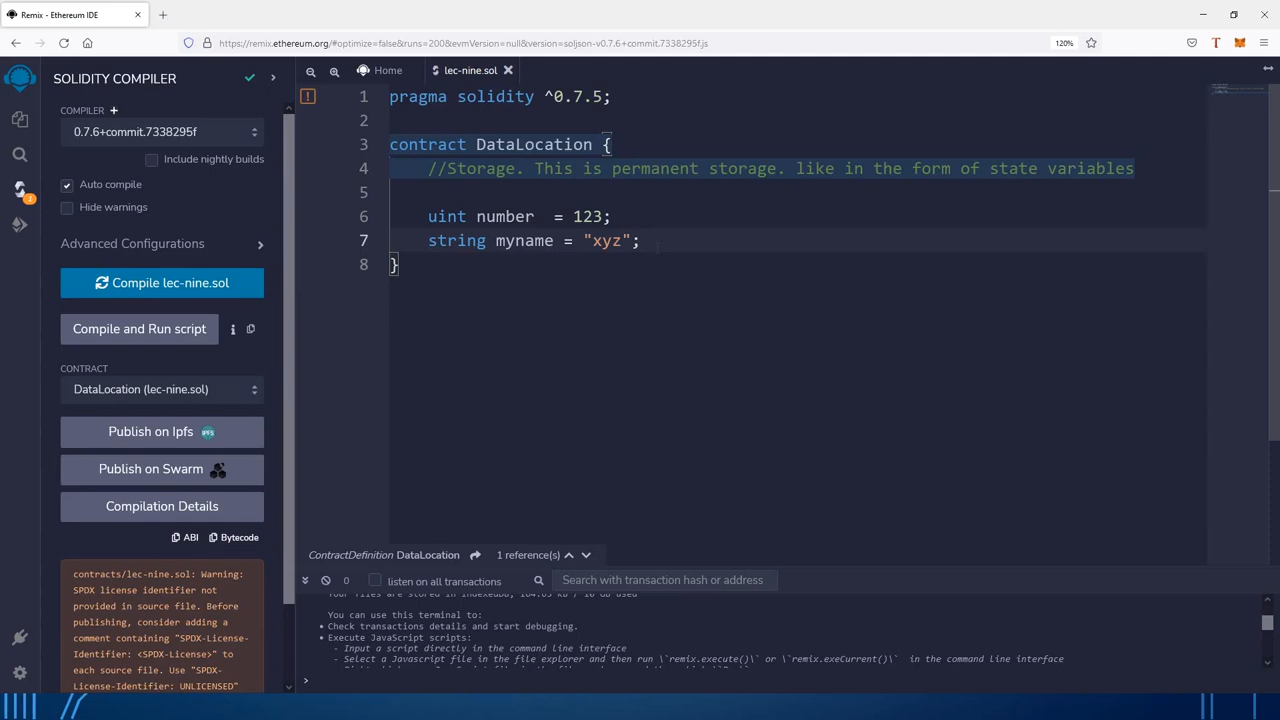 Remix - Ethereum IDE
https://remix.ethereum.org/#optimize=false&runs=200&evmVersion=null&version=soljson-v0.7.6+commit.7338295f.js
120%
SOLIDITY COMPILER
COMPILER
0.7.6+commit.7338295f
Include nightly builds
Auto compile
Hide warnings
Advanced Configurations
Compile lec-nine.sol
Compile and Run script
CONTRACT
DataLocation (lec-nine.sol)
Publish on Ipfs
IPFS
Publish on Swarm
Compilation Details
ABI Bytecode
contracts/lec-nine.sol: Warning:
SPDX license identifier not
provided in source file. Before
publishing, consider adding a
comment containing "SPDX-License-
Identifier: <SPDX-License>" to
each source file. Use "SPDX-
License-Identifier: UNLICENSED"
1
Home
lec-nine.sol
1 pragma solidity ^0.7.5;
2
3 contract DataLocation {
4 //Storage. This is permanent storage. like in the form of state variables
5
6 uint number  = 123;
7 string myname = "xyz";
8 }
ContractDefinition DataLocation 1 reference(s)
0 listen on all transactions Search with transaction hash or address
You can use this terminal to:
• Check transactions details and start debugging.
• Execute JavaScript scripts:
- Input a script directly in the command line interface
- Select a Javascript file in the file explorer and then run \`remix.execute()\` or \`remix.exeCurrent()\`  in the command line interface
>